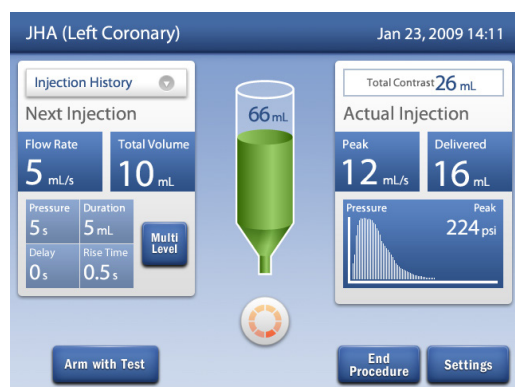 JHA (Left Coronary)
Jan 23, 2009 14:11
Injection History
Next Injection
Flow Rate
5 mL/s
Total Volume
10 mL
Pressure
5 s
Duration
5 mL
Delay
0 s
Rise Time
0.5 s
Multi
Level
Arm with Test
66 mL
Total Contrast 26 mL
Actual Injection
Peak
12 mL/s
Delivered
16 mL
Pressure
Peak
224 psi
End
Procedure
Settings